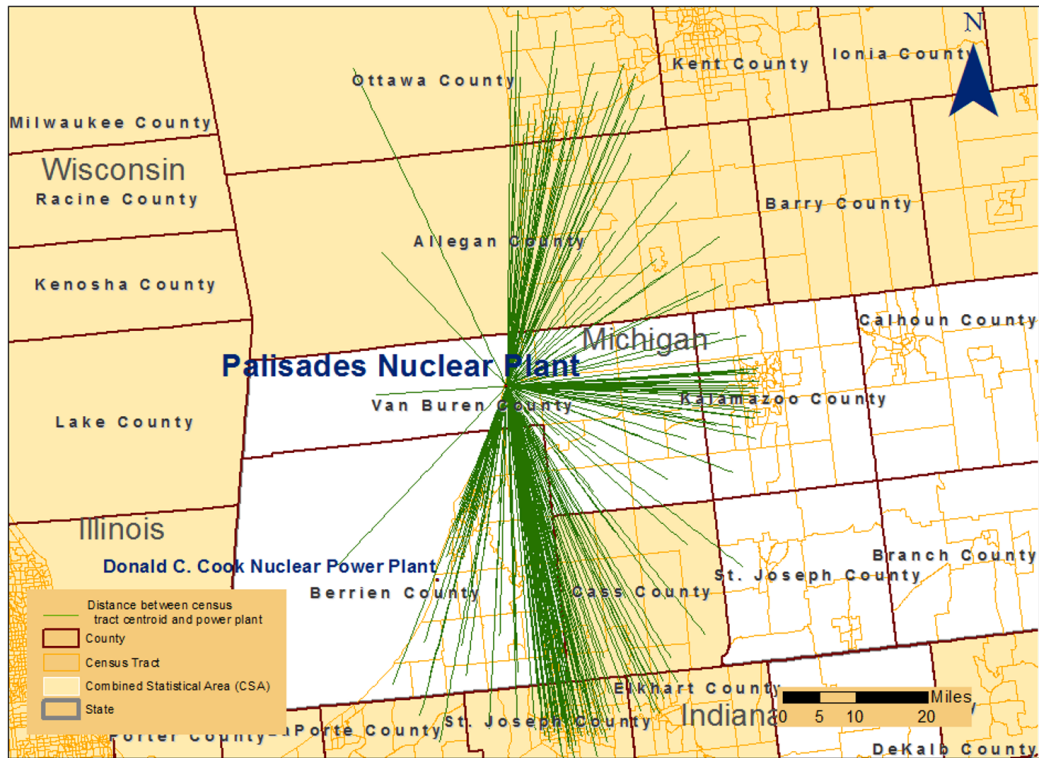 N
Ottawa County
Kent County
Ionia County
Milwaukee County
Wisconsin
Racine County
Barry County
Allegan County
Kenosha County
Calhoun County
Michigan
Palisades Nuclear Plant
Van Buren County
Kalamazoo County
Lake County
Illinois
Donald C. Cook Nuclear Power Plant
Branch County
St. Joseph County
Berrien County
Cass County
Distance between census
tract centroid and power plant
County
Census Tract
Combined Statistical Area (CSA)
State
Elkhart County
Indiana
Miles
0 5 10 20
St. Joseph County
LaPorte County
Porter County
DeKalb County